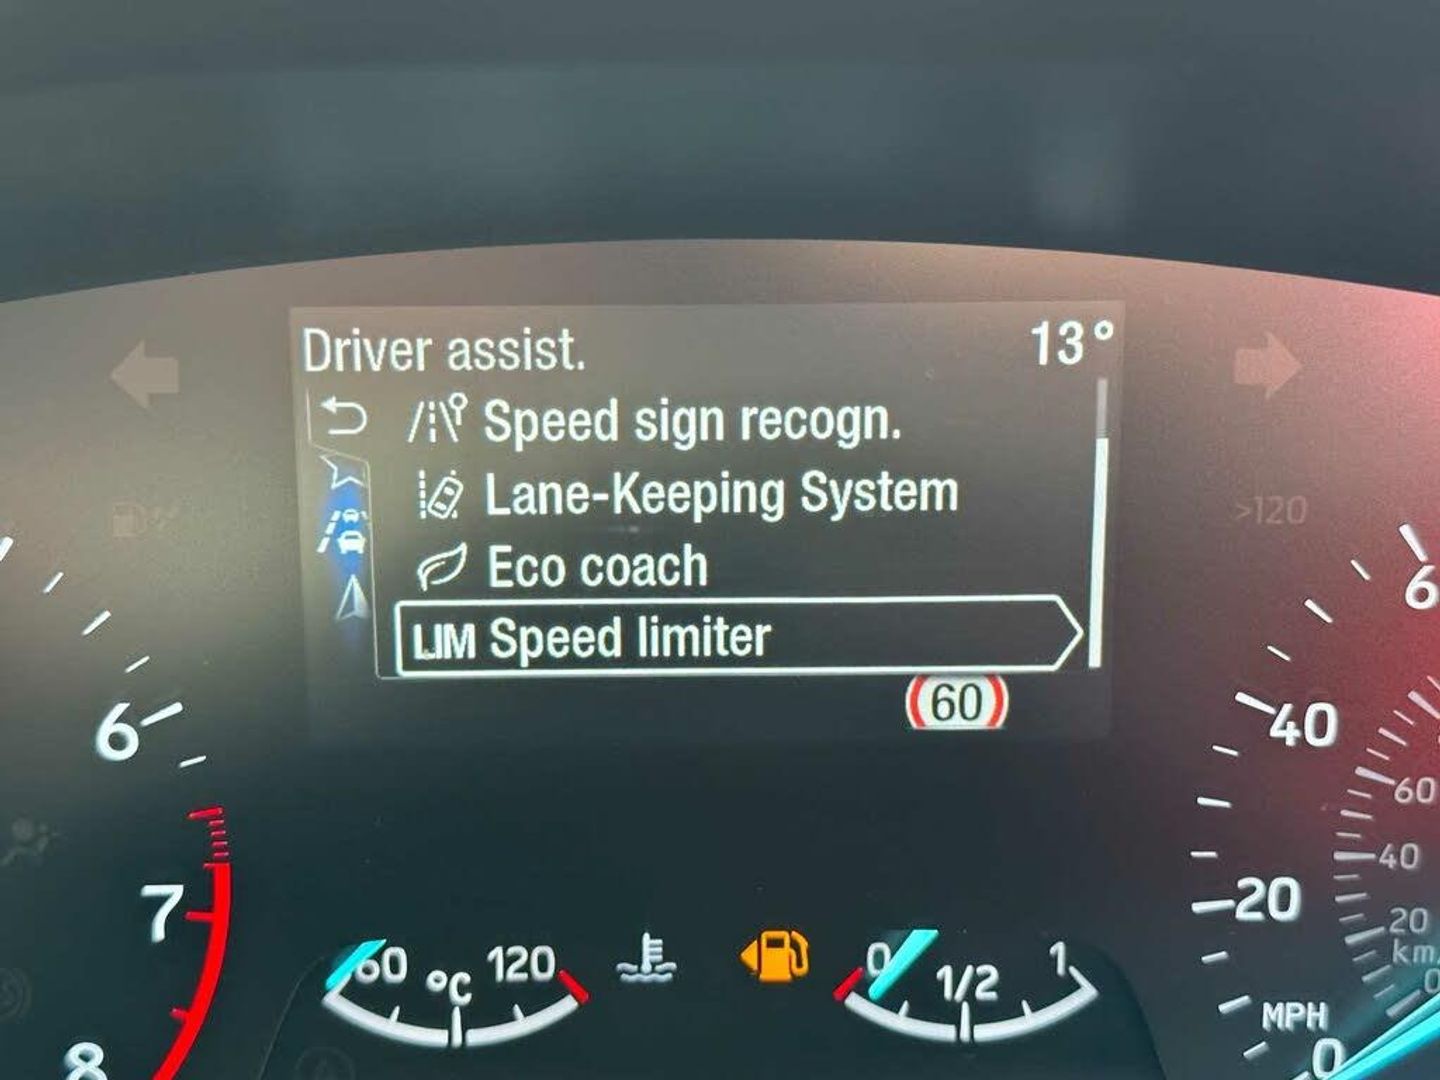 Driver assist. 13°
Speed sign recogn.
Lane-Keeping System
Eco coach
LIM Speed limiter
60
>120
6
7
8
60 °C 120
0 1/2 1
6
40
20
MPH
0
60
40
20
km/
0